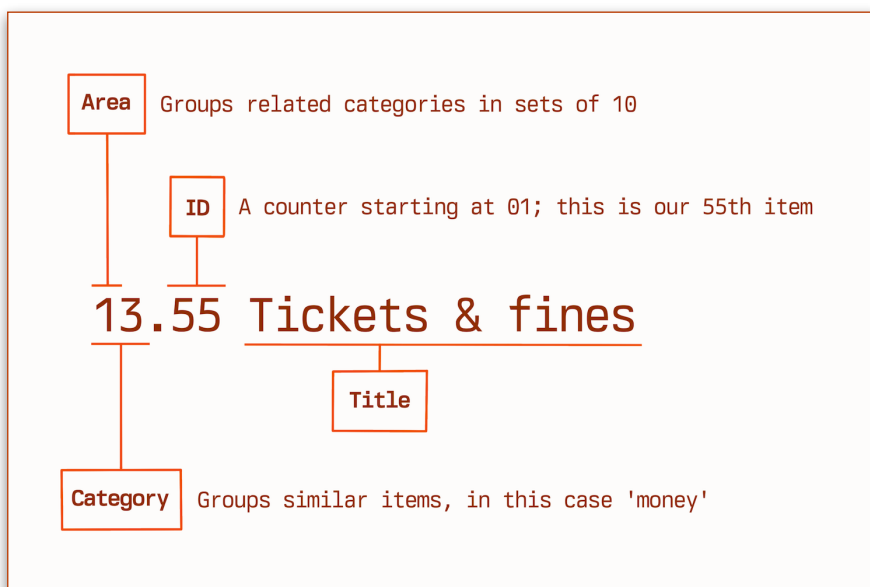 Area Groups related categories in sets of 10
ID A counter starting at 01; this is our 55th item
13.55 Tickets & fines
Title
Category Groups similar items, in this case 'money'